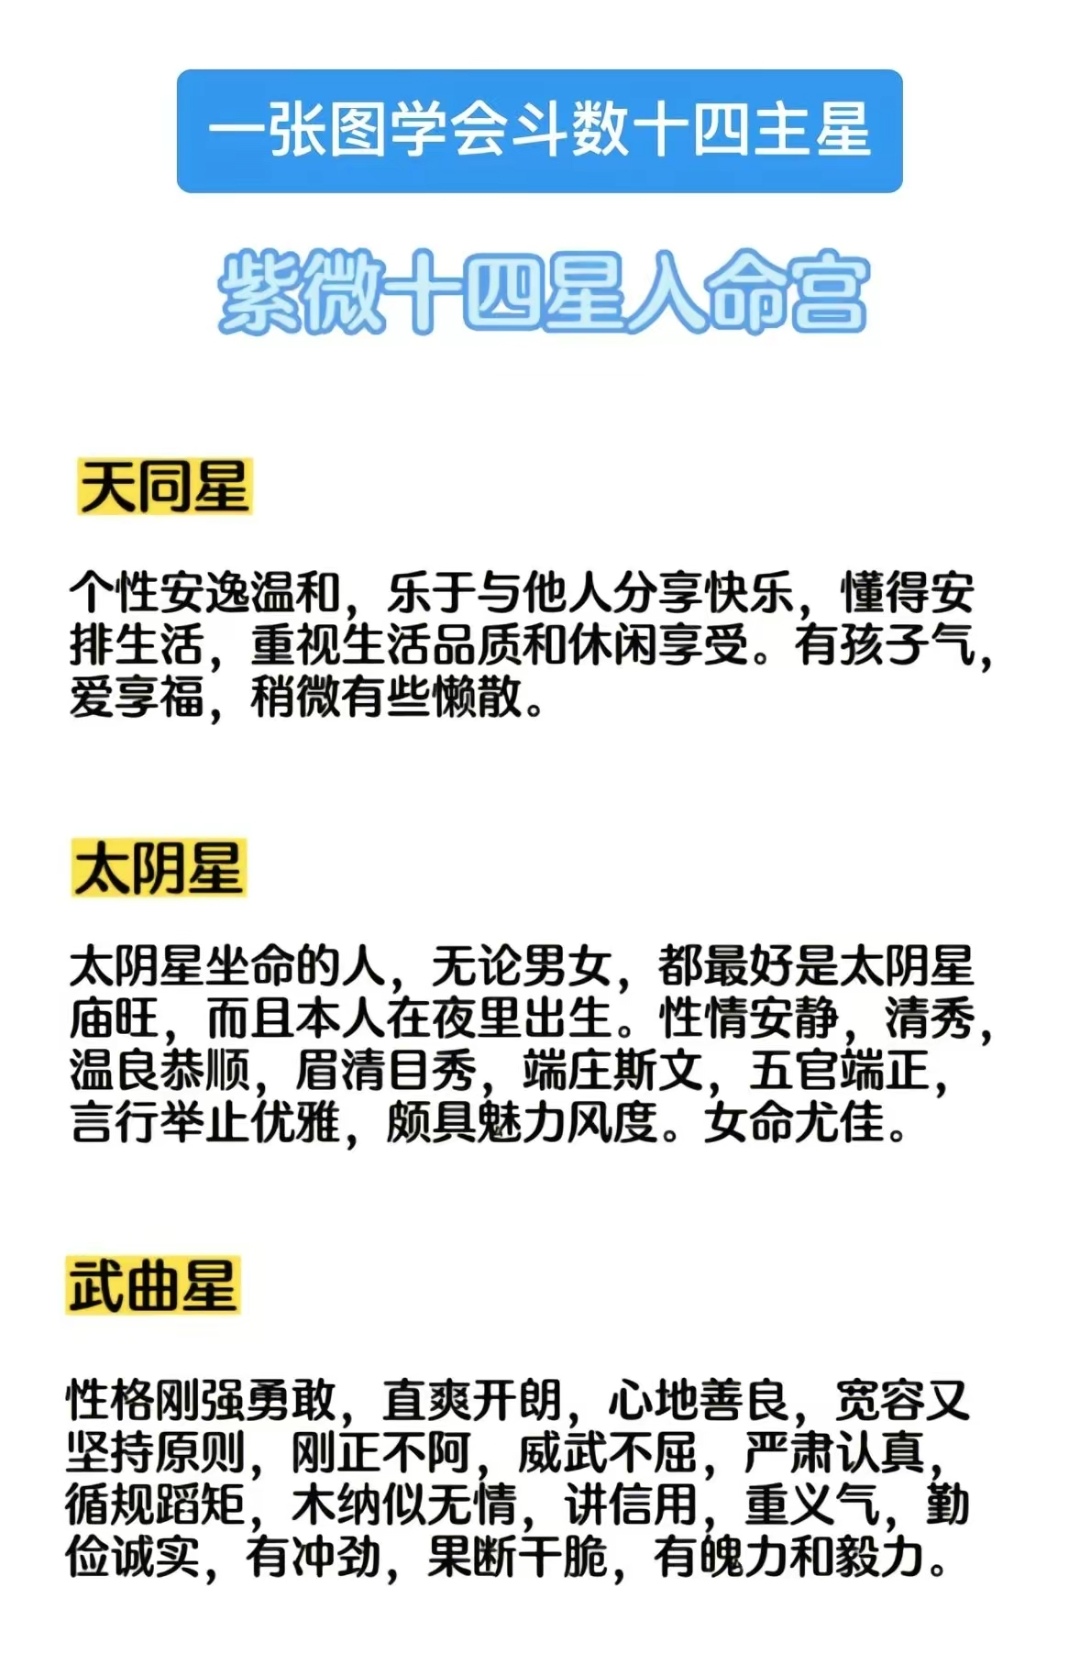 一张图学会斗数十四主星
紫微十四星入命宫
天同星
个性安逸温和，乐于与他人分享快乐，懂得安
排生活，重视生活品质和休闲享受。有孩子气，
爱享福，稍微有些懒散。
太阴星
太阴星坐命的人，无论男女，都最好是太阴星
庙旺，而且本人在夜里出生。性情安静，清秀，
温良恭顺，眉清目秀，端庄斯文，五官端正，
言行举止优雅，颇具魅力风度。女命尤佳。
武曲星
性格刚强勇敢，直爽开朗，心地善良，宽容又
坚持原则，刚正不阿，威武不屈，严肃认真，
循规蹈矩，木纳似无情，讲信用，重义气，勤
俭诚实，有冲劲，果断干脆，有魄力和毅力。